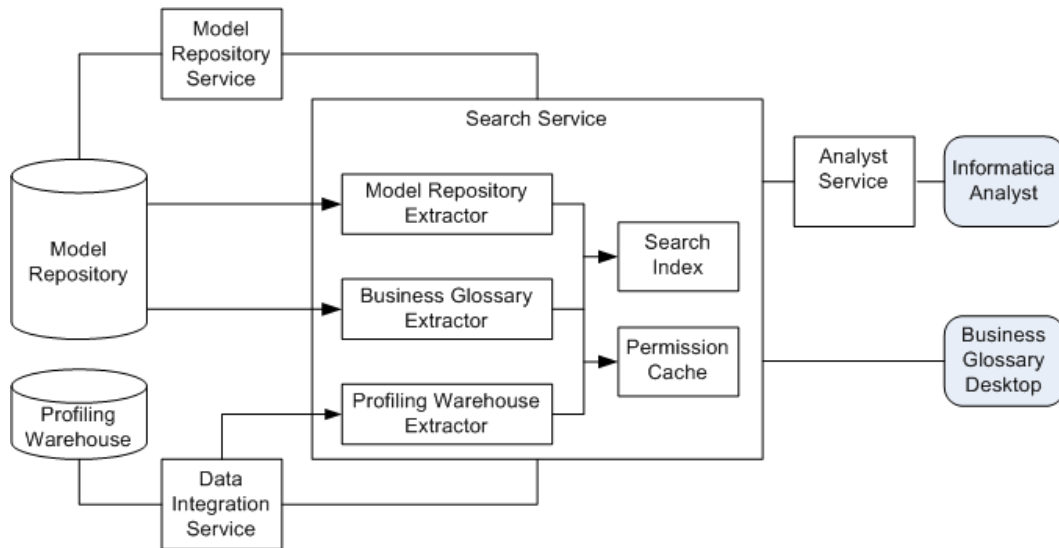 Model
Repository
Service
Search Service
Model Repository
Extractor
Business Glossary
Extractor
Profiling Warehouse
Extractor
Search
Index
Permission
Cache
Model
Repository
Profiling
Warehouse
Data
Integration
Service
Analyst
Service
Informatica
Analyst
Business
Glossary
Desktop